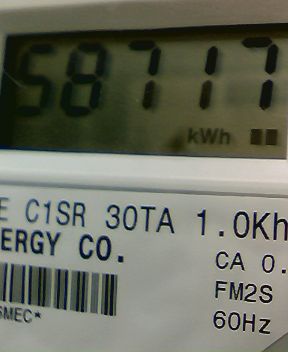 58717
kWh
E C1SR 30TA 1.0Kh
ERGY CO.
CA 0.
FM2S
60Hz
SMEC*